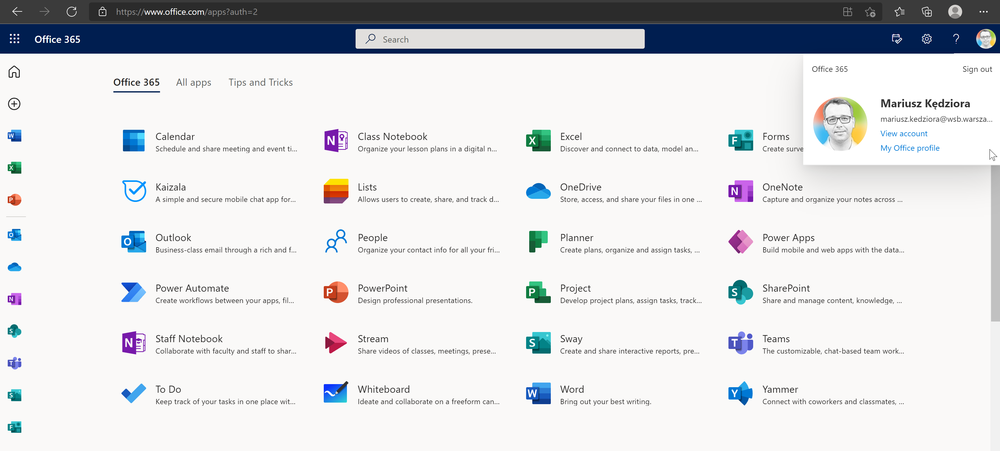 https://www.office.com/apps?auth=2
Office 365
Search
Office 365
Sign out
Mariusz Kędziora
mariusz.kedziora@wsb.warsza...
View account
My Office profile
Office 365 All apps Tips and Tricks
Calendar
Schedule and share meeting and event ti...
Class Notebook
Organize your lesson plans in a digital n...
Excel
Discover and connect to data, model an...
Forms
Create surve
Kaizala
A simple and secure mobile chat app for...
Lists
Allows users to create, share, and track d...
OneDrive
Store, access, and share your files in one ...
OneNote
Capture and organize your notes across ...
Outlook
Business-class email through a rich and f...
People
Organize your contact info for all your fri...
Planner
Create plans, organize and assign tasks, ...
Power Apps
Build mobile and web apps with the data...
Power Automate
Create workflows between your apps, fil...
PowerPoint
Design professional presentations.
Project
Develop project plans, assign tasks, track...
SharePoint
Share and manage content, knowledge, ...
Staff Notebook
Collaborate with faculty and staff to shar...
Stream
Share videos of classes, meetings, prese...
Sway
Create and share interactive reports, pre...
Teams
The customizable, chat-based team work...
To Do
Keep track of your tasks in one place wit...
Whiteboard
Ideate and collaborate on a freeform can...
Word
Bring out your best writing.
Yammer
Connect with coworkers and classmates, ...